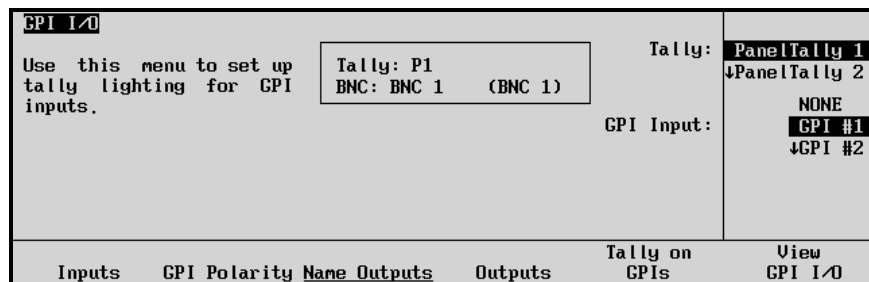 GPI I/O
Use this menu to set up
tally lighting for GPI
inputs.
Tally: P1
BNC: BNC 1 (BNC 1)
Tally:
PanelTally 1
↓PanelTally 2
GPI Input:
NONE
GPI #1
↓GPI #2
Inputs
GPI Polarity
Name Outputs
Outputs
Tally on
GPIs
View
GPI I/O